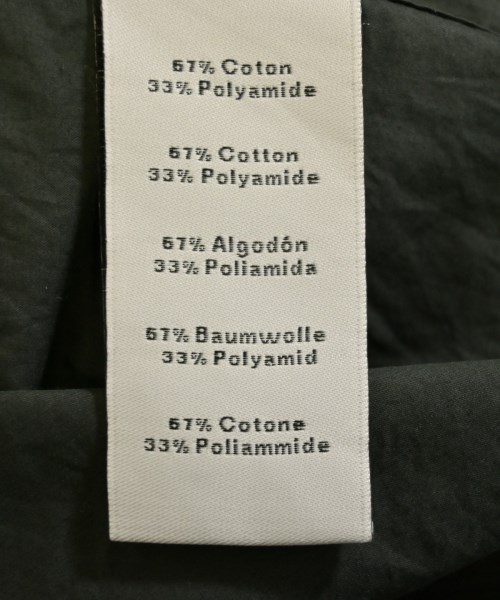 67% Coton
33% Polyamide
67% Cotton
33% Polyamide
67% Algodón
33% Poliamida
67% Baumwolle
33% Polyamid
67% Cotone
33% Poliammide